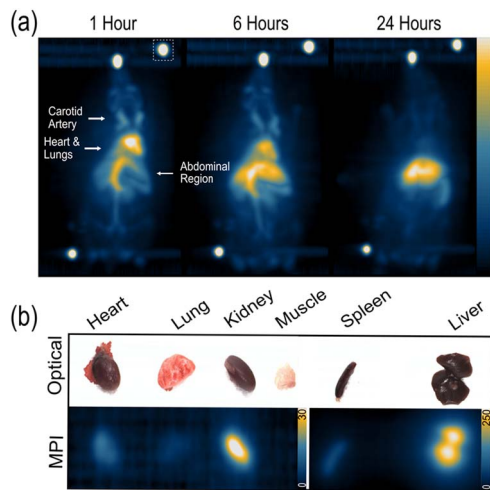 (a)
1 Hour
6 Hours
24 Hours
Carotid
Artery
Heart &
Lungs
Abdominal
Region
(b)
Heart
Lung
Kidney
Muscle
Spleen
Liver
Optical
MPI
30
0
250
0